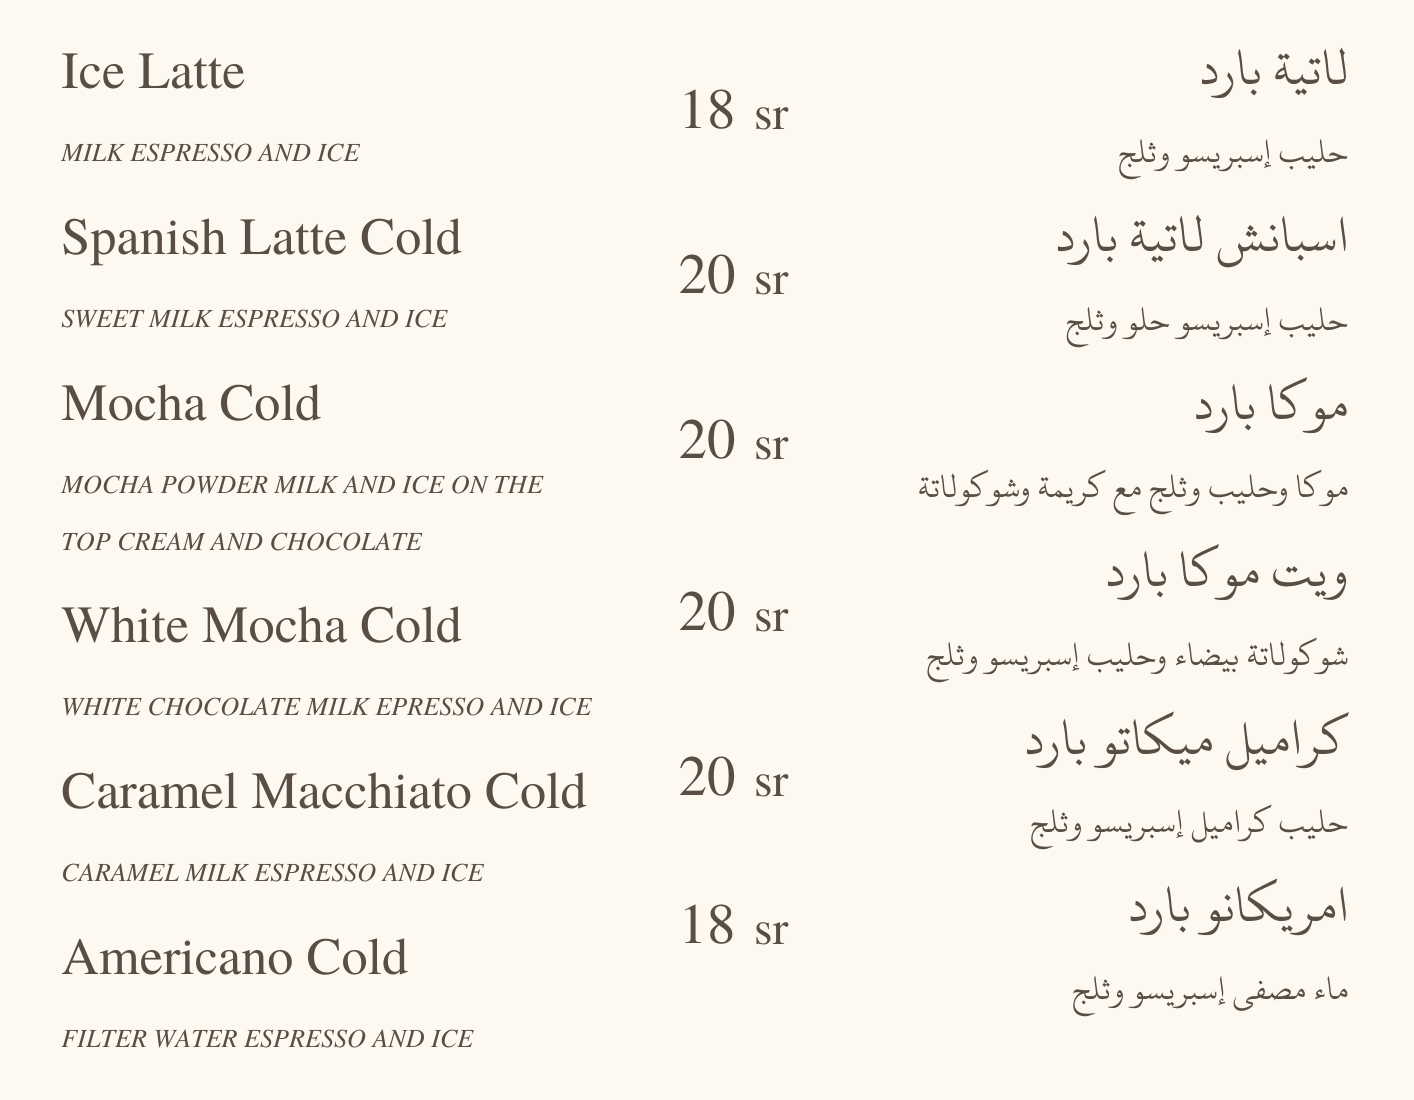 Ice Latte
18 sr
لاتية بارد
MILK ESPRESSO AND ICE
حليب إسبريسو وثلج
Spanish Latte Cold
20 sr
اسبانش لاتية بارد
SWEET MILK ESPRESSO AND ICE
حليب إسبريسو حلو وثلج
Mocha Cold
20 sr
موكا بارد
MOCHA POWDER MILK AND ICE ON THE
TOP CREAM AND CHOCOLATE
موكا وحليب وثلج مع كريمة وشوكولاتة
White Mocha Cold
20 sr
ويت موكا بارد
WHITE CHOCOLATE MILK EPRESSO AND ICE
شوكولاتة بيضاء وحليب إسبريسو وثلج
Caramel Macchiato Cold
20 sr
كراميل ميكاتو بارد
CARAMEL MILK ESPRESSO AND ICE
حليب كراميل إسبريسو وثلج
Americano Cold
18 sr
امريكانو بارد
FILTER WATER ESPRESSO AND ICE
ماء مصفى إسبريسو وثلج